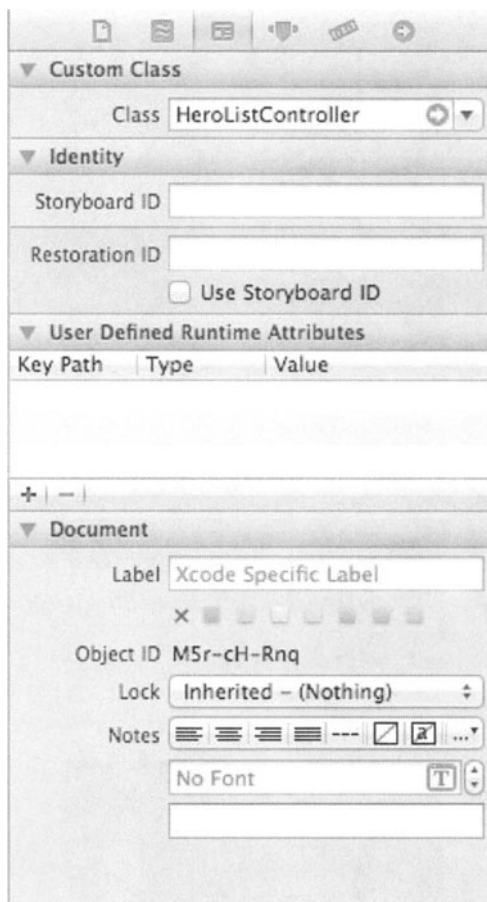 Custom Class
Class HeroListController
Identity
Storyboard ID
Restoration ID
Use Storyboard ID
User Defined Runtime Attributes
Key Path Type Value
+ −
Document
Label Xcode Specific Label
Object ID M5r-cH-Rnq
Lock Inherited – (Nothing)
Notes --- a ...
No Font T